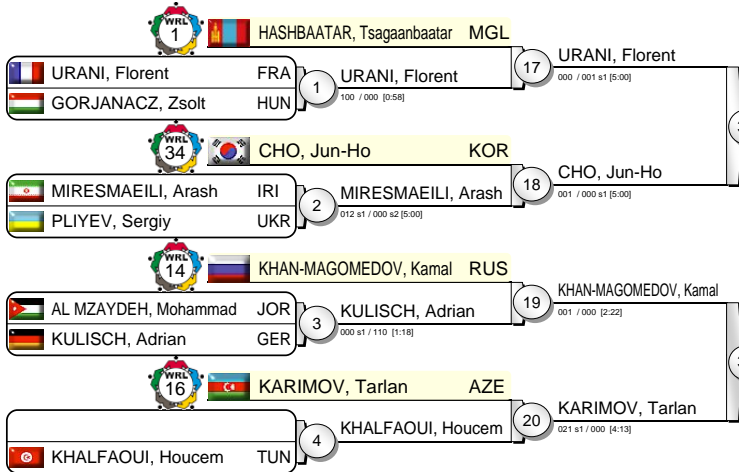 WRL
1
HASHBAATAR, Tsagaanbaatar MGL
URANI, Florent FRA
GORJANACZ, Zsolt HUN
1
URANI, Florent
100 / 000 [0:58]
17
URANI, Florent
000 / 001 s1 [5:00]
WRL
34
CHO, Jun-Ho KOR
MIRESMAEILI, Arash IRI
PLIYEV, Sergiy UKR
2
MIRESMAEILI, Arash
012 s1 / 000 s2 [5:00]
18
CHO, Jun-Ho
001 / 000 s1 [5:00]
WRL
14
KHAN-MAGOMEDOV, Kamal RUS
AL MZAYDEH, Mohammad JOR
KULISCH, Adrian GER
3
KULISCH, Adrian
000 s1 / 110 [1:18]
19
KHAN-MAGOMEDOV, Kamal
001 / 000 [2:22]
WRL
16
KARIMOV, Tarlan AZE
KHALFAOUI, Houcem TUN
4
KHALFAOUI, Houcem
20
KARIMOV, Tarlan
021 s1 / 000 [4:13]